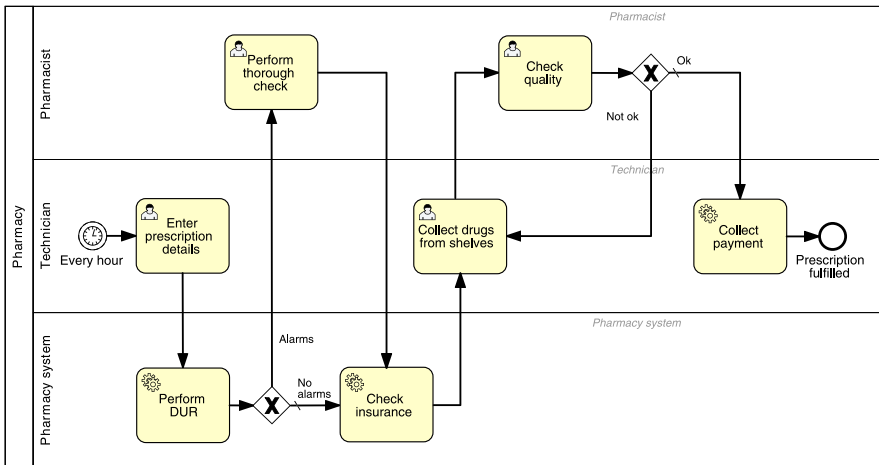 Pharmacy
Pharmacist
Pharmacist
Perform
thorough
check
Check
quality
Ok
Not ok
Technician
Technician
Every hour
Enter
prescription
details
Collect drugs
from shelves
Collect
payment
Prescription
fulfilled
Pharmacy system
Pharmacy system
Perform
DUR
Alarms
No
alarms
Check
insurance